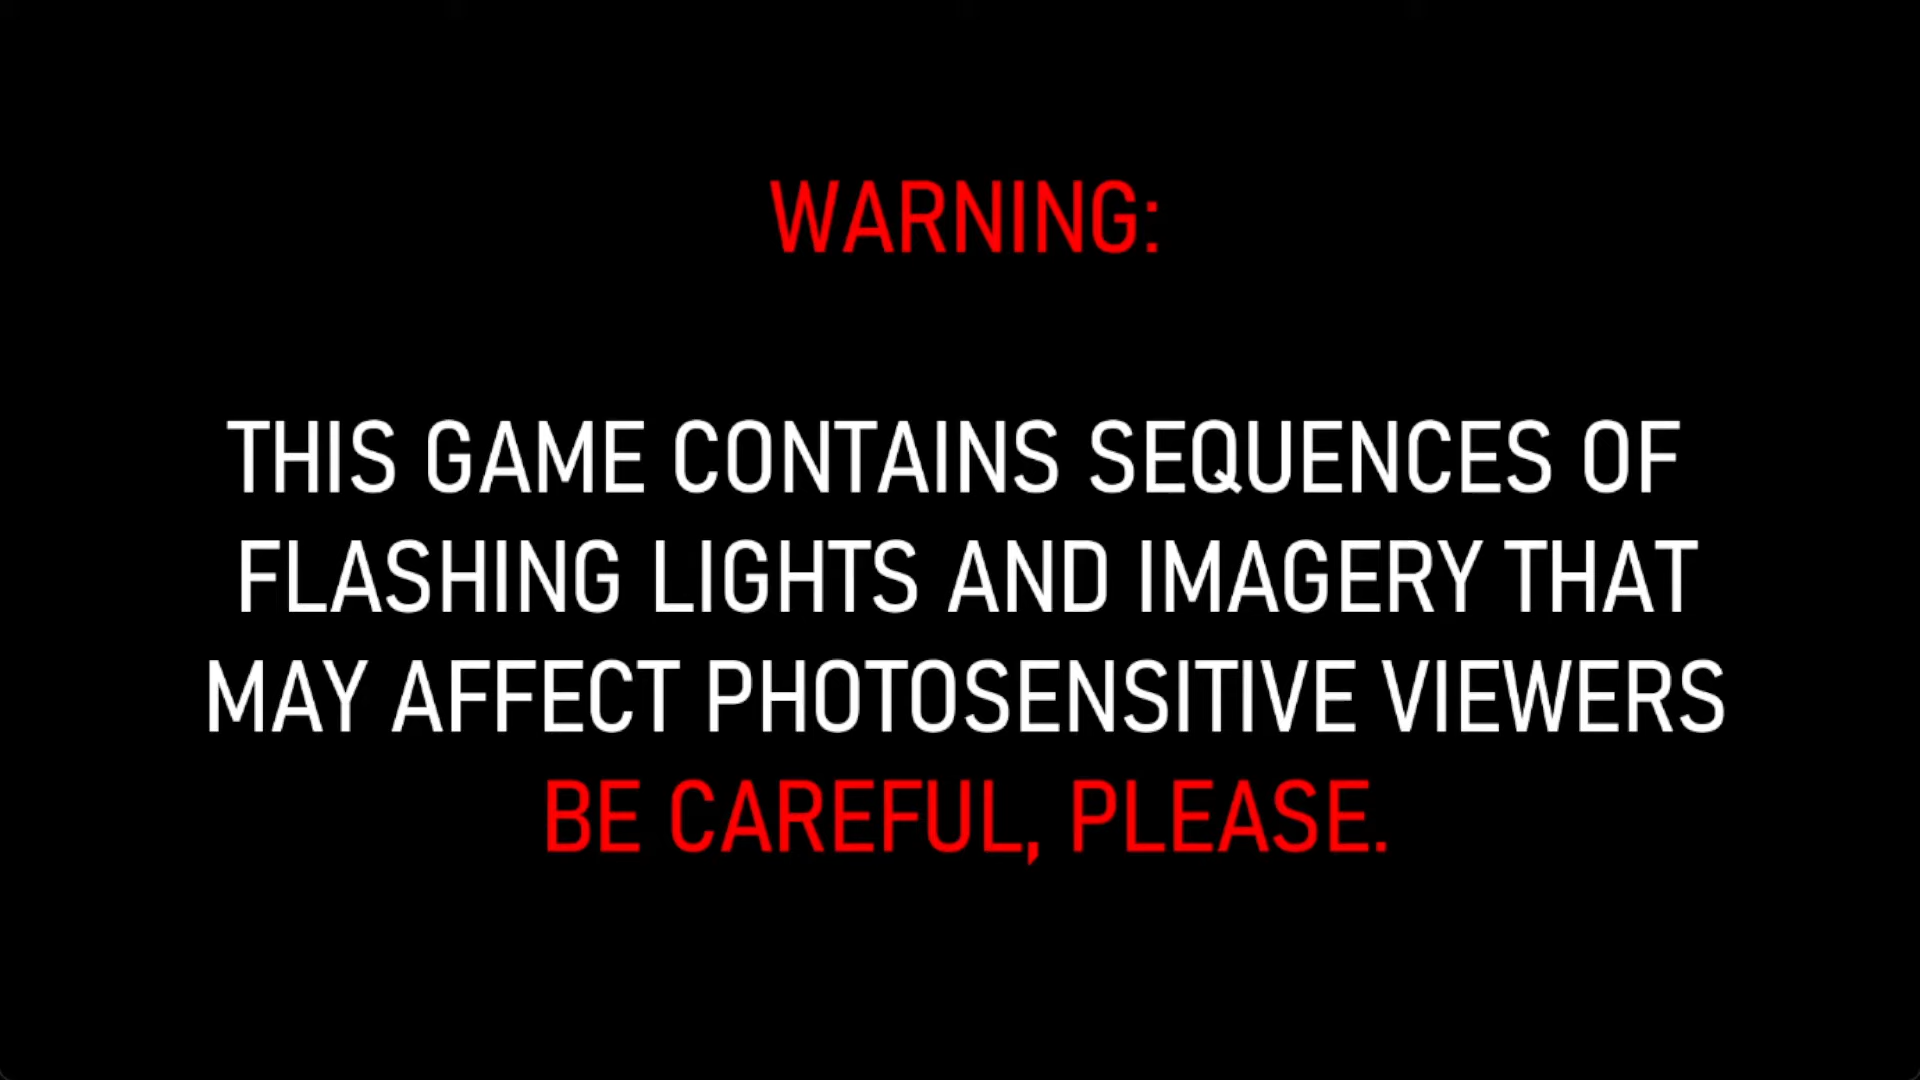 WARNING:
THIS GAME CONTAINS SEQUENCES OF
FLASHING LIGHTS AND IMAGERY THAT
MAY AFFECT PHOTOSENSITIVE VIEWERS
BE CAREFUL, PLEASE.